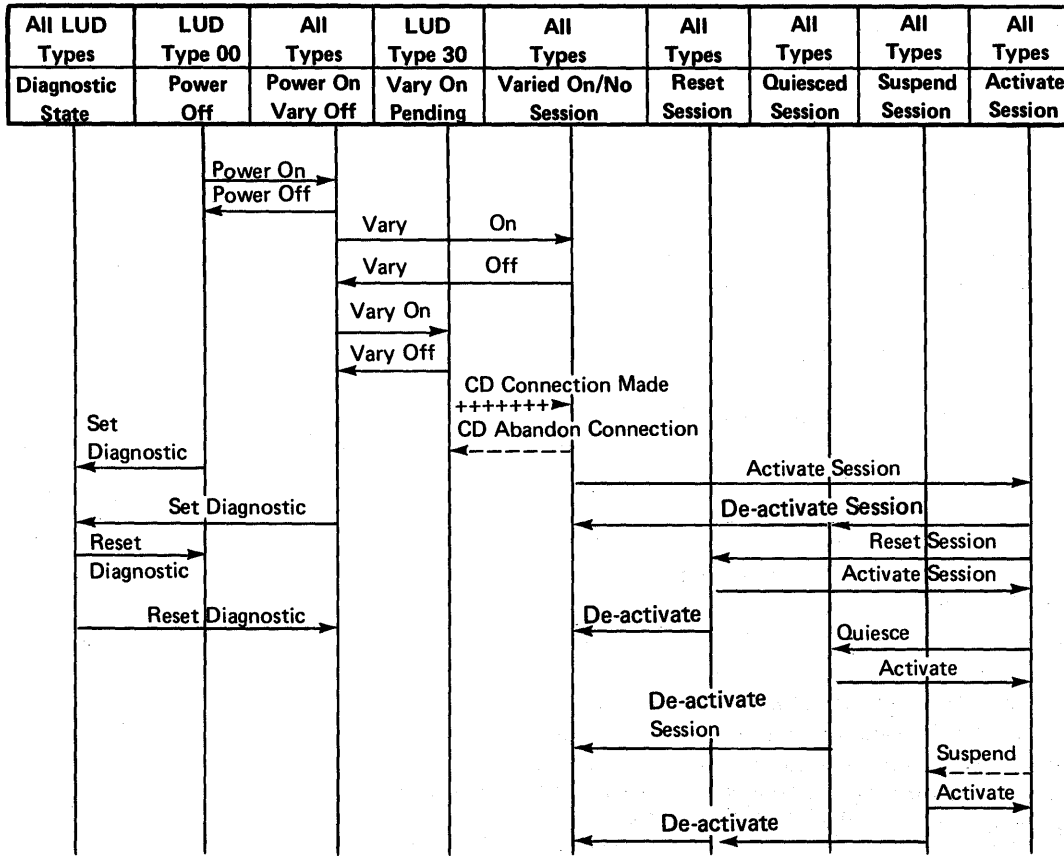 All LUD Types
LUD Type 00
All Types
LUD Type 30
All Types
All Types
All Types
All Types
All Types
Diagnostic State
Power Off
Power On Vary Off
Vary On Pending
Varied On/No Session
Reset Session
Quiesced Session
Suspend Session
Activate Session
Power On
Power Off
Vary On
Vary Off
Vary On
Vary Off
CD Connection Made
+++++++
CD Abandon Connection
Set
Diagnostic
Activate Session
Set Diagnostic
De-activate Session
Reset
Diagnostic
Reset Session
Activate Session
Reset Diagnostic
De-activate
Quiesce
Activate
De-activate
Session
Suspend
Activate
De-activate